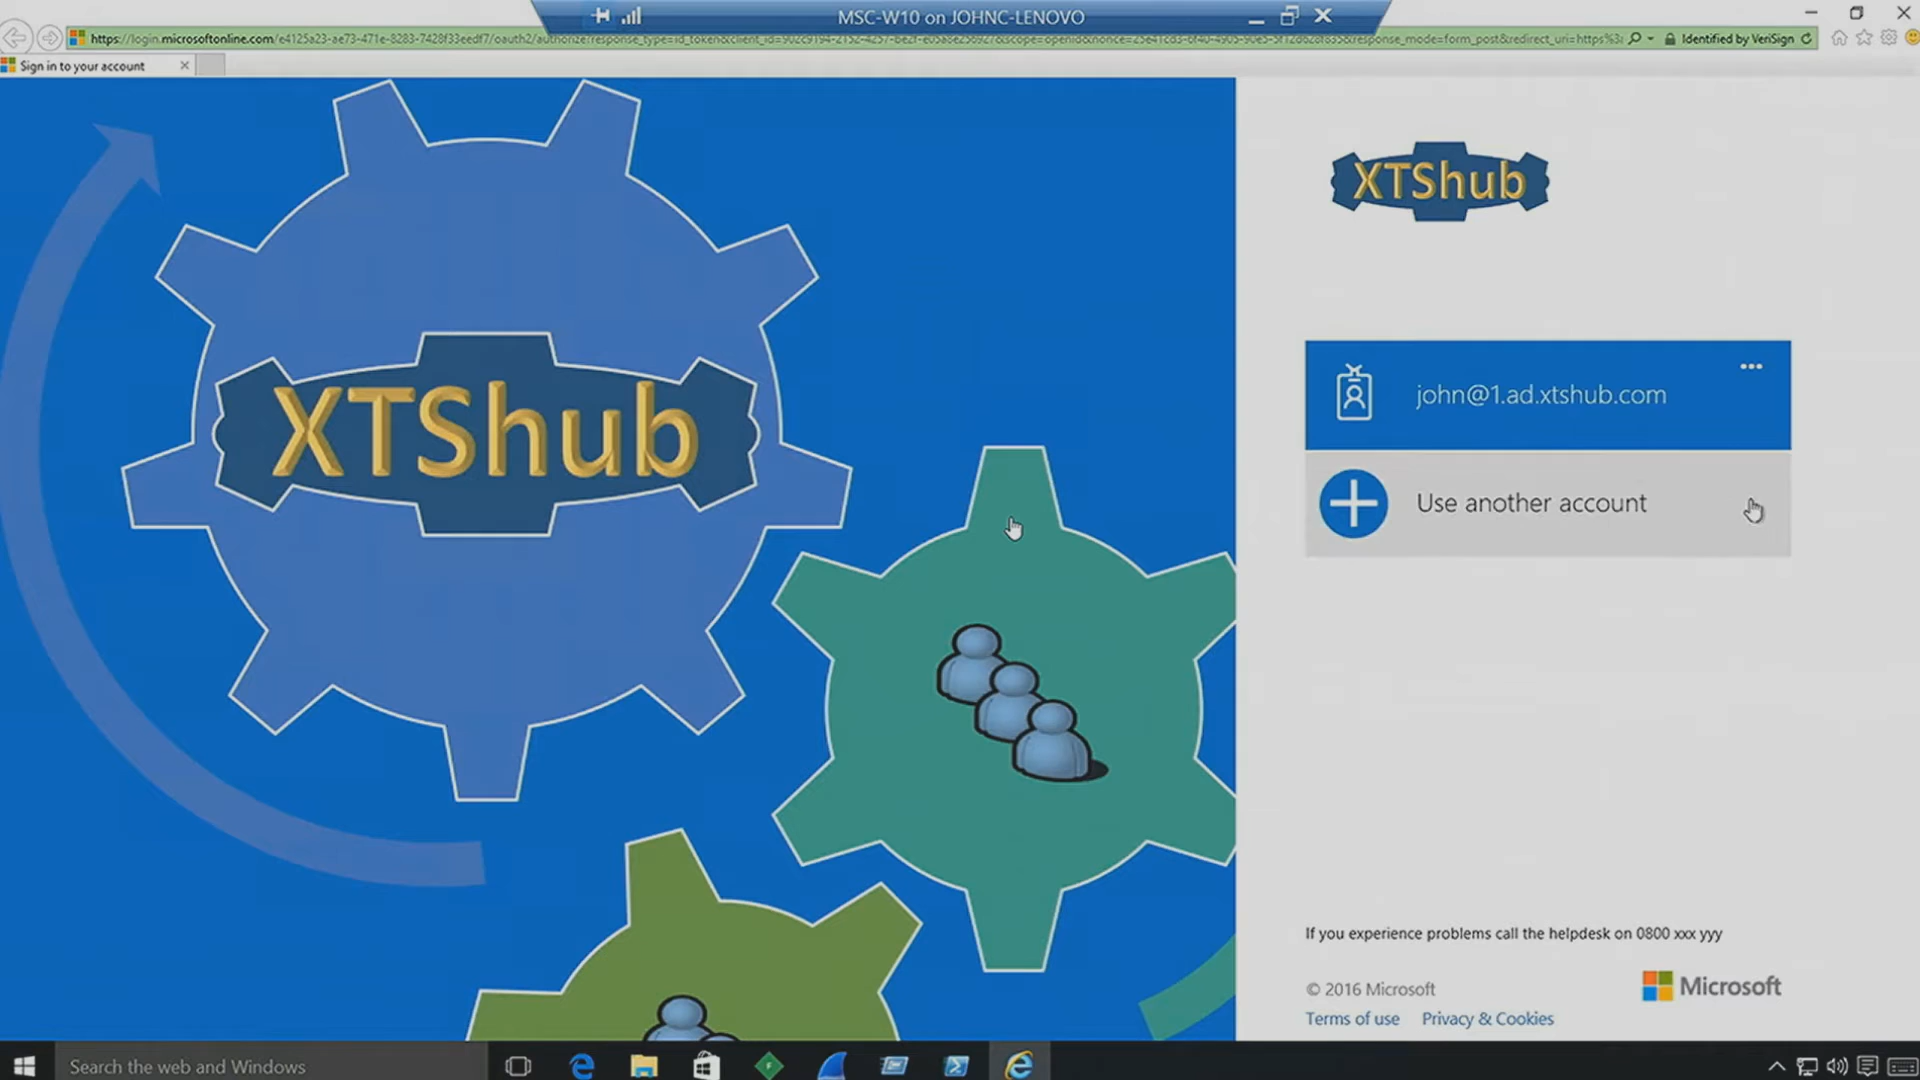 MSC-W10 on JOHNC-LENOVO
Identified by VeriSign
Sign in to your account
XTShub
XTShub
john@1.ad.xtshub.com
Use another account
If you experience problems call the helpdesk on 0800 xxx yyy
© 2016 Microsoft
Microsoft
Terms of use Privacy & Cookies
Search the web and Windows